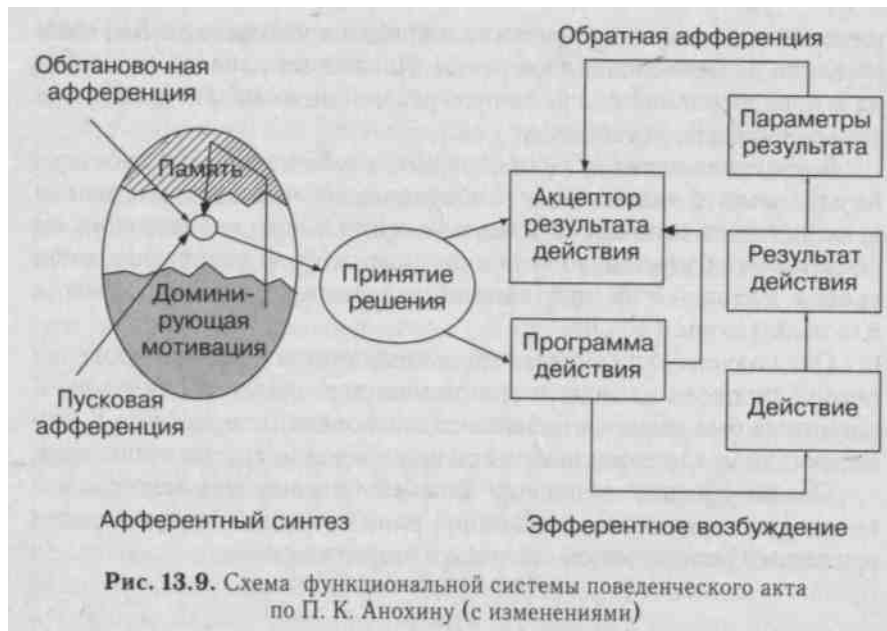 Обратная афферентация
Обстановочная
афферентация
Память
Параметры
результата
Акцептор
результата
действия
Результат
действия
Принятие
решения
Домини-
рующая
мотивация
Программа
действия
Действие
Пусковая
афферентация
Афферентный синтез
Эфферентное возбуждение
Рис. 13.9. Схема функциональной системы поведенческого акта
по П. К. Анохину (с изменениями)